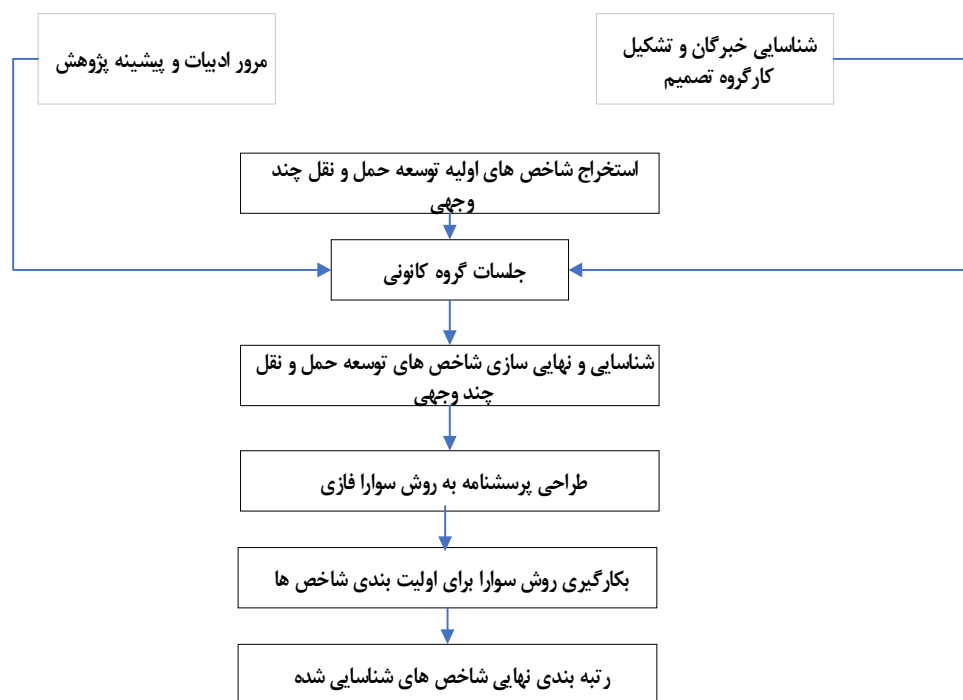 شناسایی خبرگان و تشکیل
کارگروه تصمیم
مرور ادبیات و پیشینه پژوهش
استخراج شاخص های اولیه توسعه حمل و نقل چند
وجهی
جلسات گروه کانونی
شناسایی و نهایی سازی شاخص های توسعه حمل و نقل
چند وجهی
طراحی پرسشنامه به روش سوارا فازی
بکارگیری روش سوارا برای اولیت بندی شاخص ها
رتبه بندی نهایی شاخص های شناسایی شده